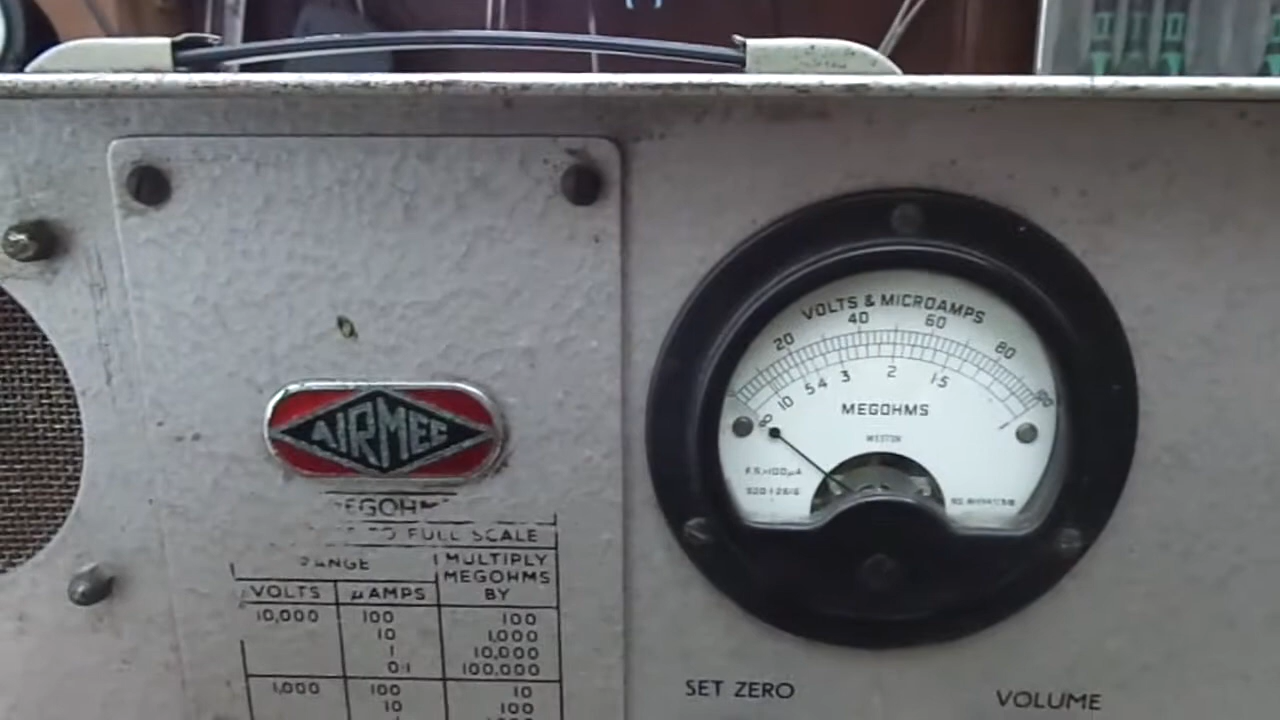 AIRMEC
TO FULL SCALE
RANGE
MULTIPLY
MEGOHMS
BY
VOLTS µAMPS
10,000 100 100
10 1,000
1 10,000
0·1 100,000
1,000 100 10
10 100
VOLTS & MICROAMPS
20 40 60 80
∞ 10 5 4 3 2 1·5
MEGOHMS
WESTON
F.S.=100µA
SET ZERO
VOLUME